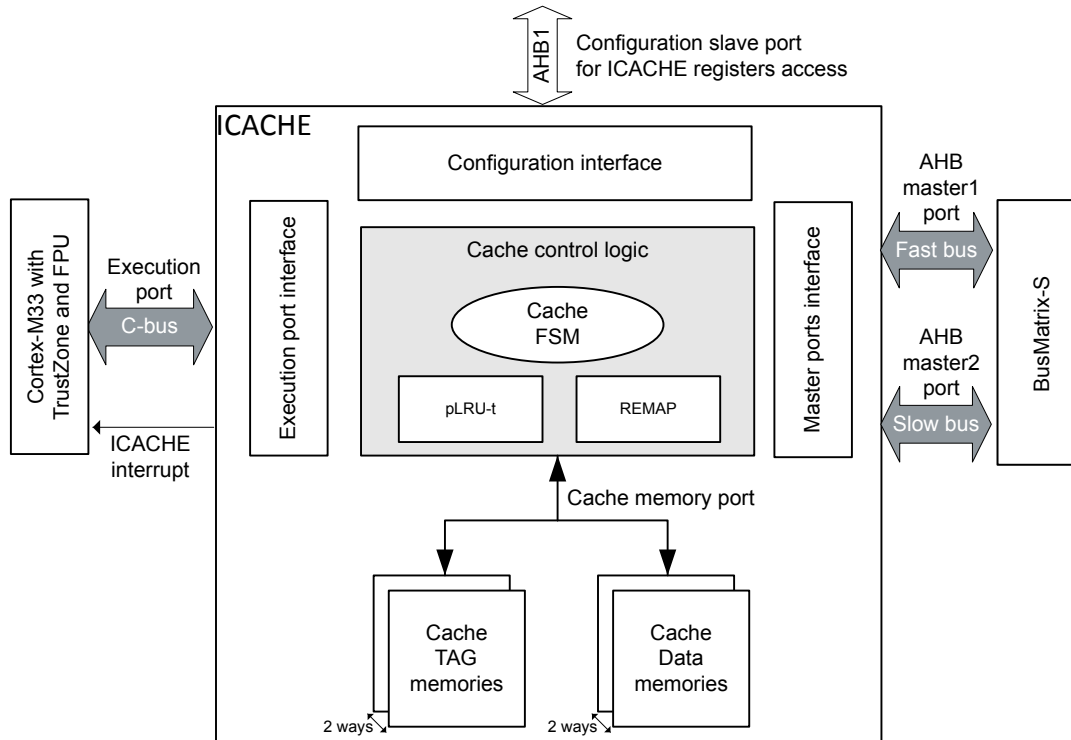 AHB1
Configuration slave port
for ICACHE registers access
ICACHE
Configuration interface
Cortex-M33 with
TrustZone and FPU
Execution
port
C-bus
ICACHE
interrupt
Execution port interface
Cache control logic
Cache
FSM
pLRU-t
REMAP
Master ports interface
AHB
master1
port
Fast bus
AHB
master2
port
Slow bus
BusMatrix-S
Cache memory port
Cache
TAG
memories
2 ways
Cache
Data
memories
2 ways